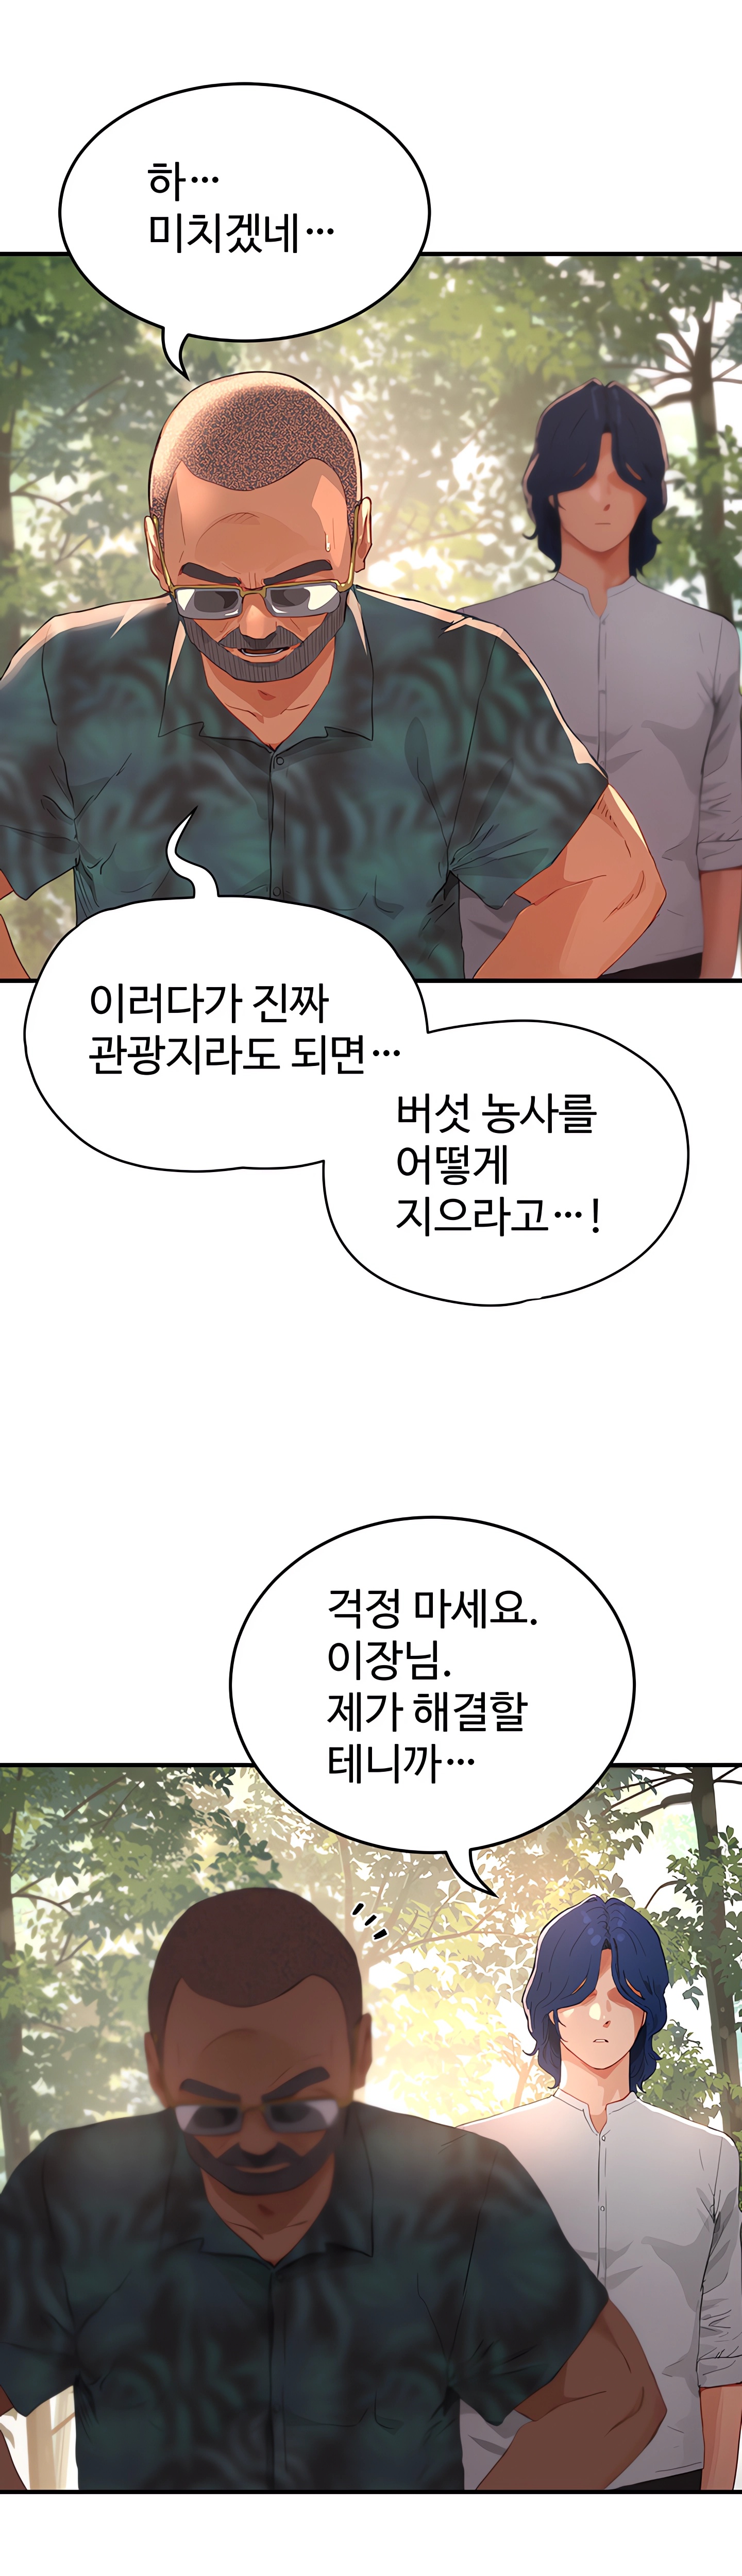 하…
미치겠네…
이러다가 진짜
관광지라도 되면…
버섯 농사를
어떻게
지으라고…!
걱정 마세요.
이장님.
제가 해결할
테니까…